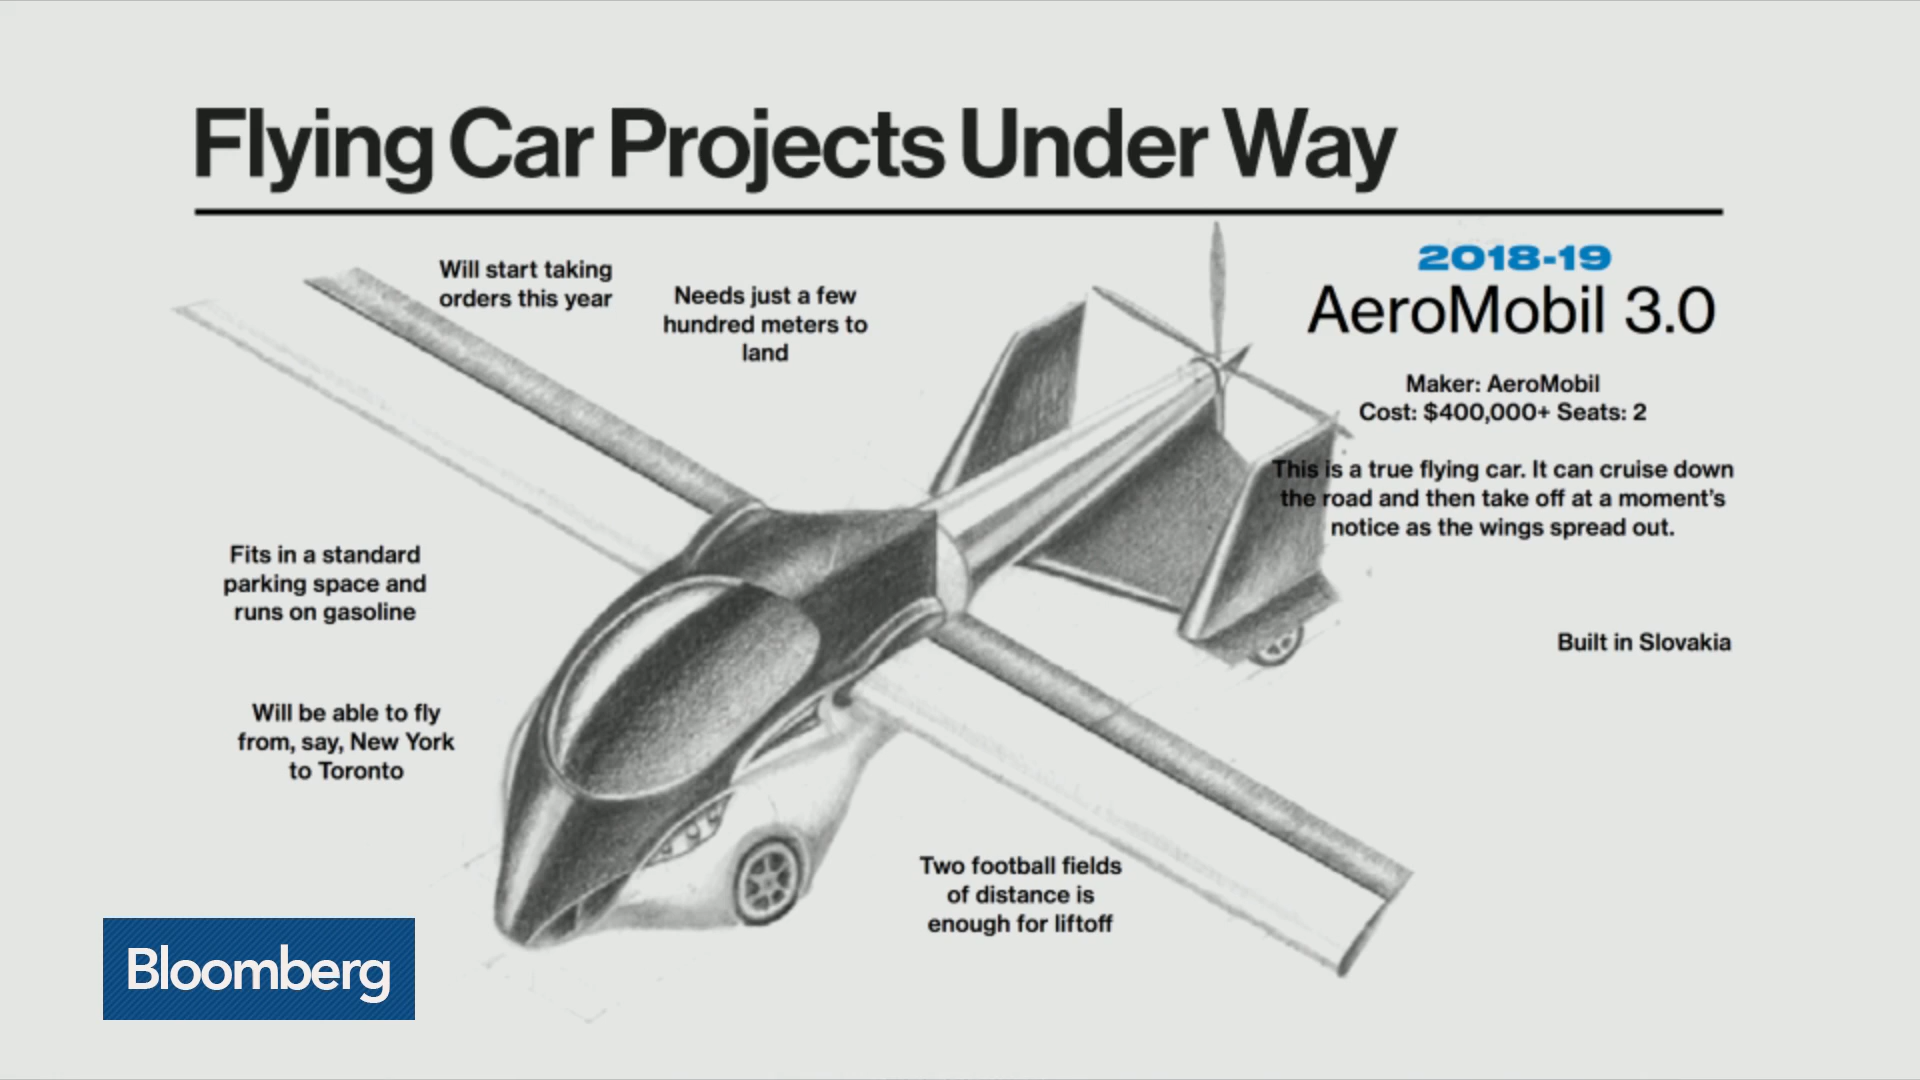 Flying Car Projects Under Way
Will start taking
orders this year
Needs just a few
hundred meters to
land
2018-19
AeroMobil 3.0
Maker: AeroMobil
Cost: $400,000+ Seats: 2
This is a true flying car. It can cruise down
the road and then take off at a moment's
notice as the wings spread out.
Fits in a standard
parking space and
runs on gasoline
Built in Slovakia
Will be able to fly
from, say, New York
to Toronto
Two football fields
of distance is
enough for liftoff
Bloomberg